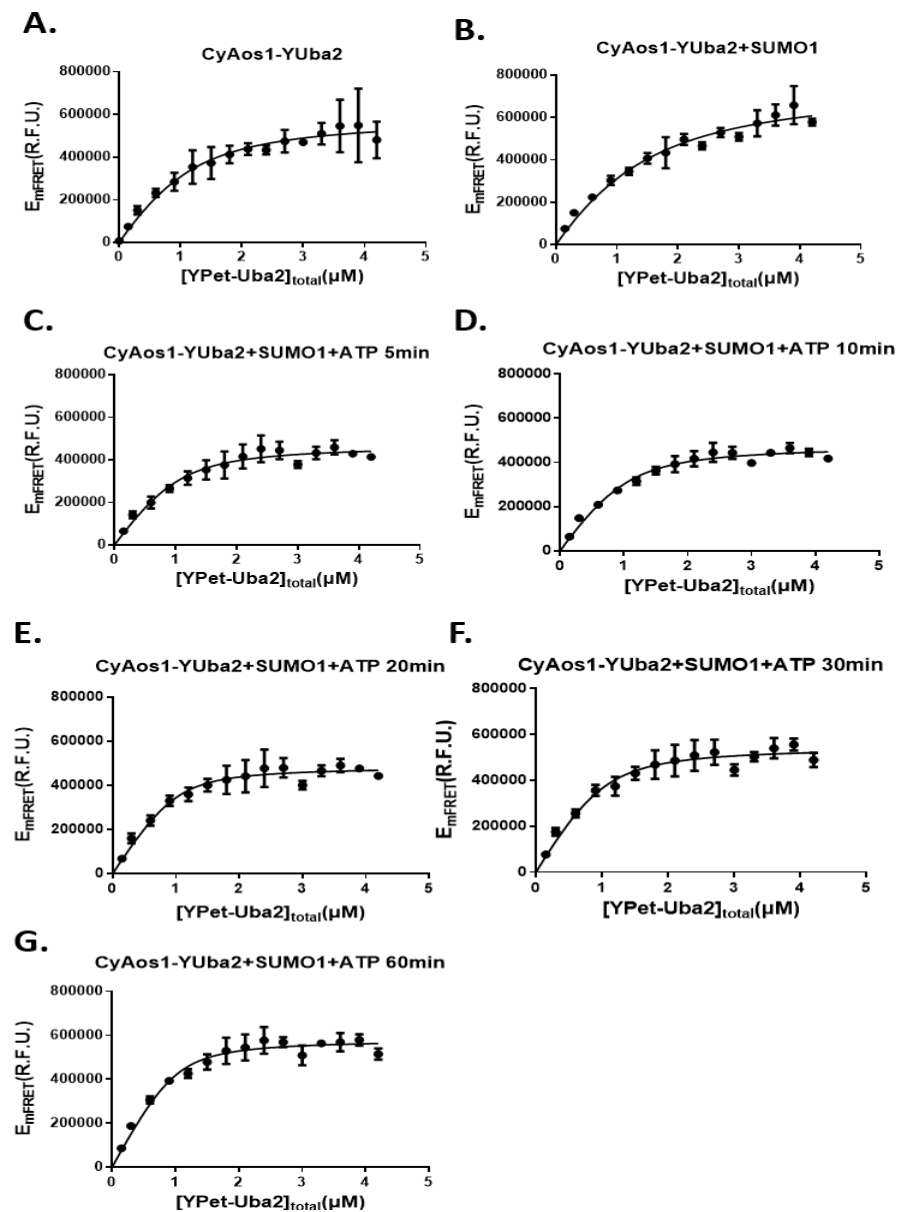 A.
CyAos1-YUba2
800000
600000
400000
200000
0
0 1 2 3 4 5
EmFRET(R.F.U.)
[YPet-Uba2]total(µM)
B.
CyAos1-YUba2+SUMO1
800000
600000
400000
200000
0
0 1 2 3 4 5
EmFRET(R.F.U.)
[YPet-Uba2]total(µM)
C.
CyAos1-YUba2+SUMO1+ATP 5min
800000
600000
400000
200000
0
0 1 2 3 4 5
EmFRET(R.F.U.)
[YPet-Uba2]total(µM)
D.
CyAos1-YUba2+SUMO1+ATP 10min
800000
600000
400000
200000
0
0 1 2 3 4 5
EmFRET(R.F.U.)
[YPet-Uba2]total(µM)
E.
CyAos1-YUba2+SUMO1+ATP 20min
800000
600000
400000
200000
0
0 1 2 3 4 5
EmFRET(R.F.U.)
[YPet-Uba2]total(µM)
F.
CyAos1-YUba2+SUMO1+ATP 30min
800000
600000
400000
200000
0
0 1 2 3 4 5
EmFRET(R.F.U.)
[YPet-Uba2]total(µM)
G.
CyAos1-YUba2+SUMO1+ATP 60min
800000
600000
400000
200000
0
0 1 2 3 4 5
EmFRET(R.F.U.)
[YPet-Uba2]total(µM)